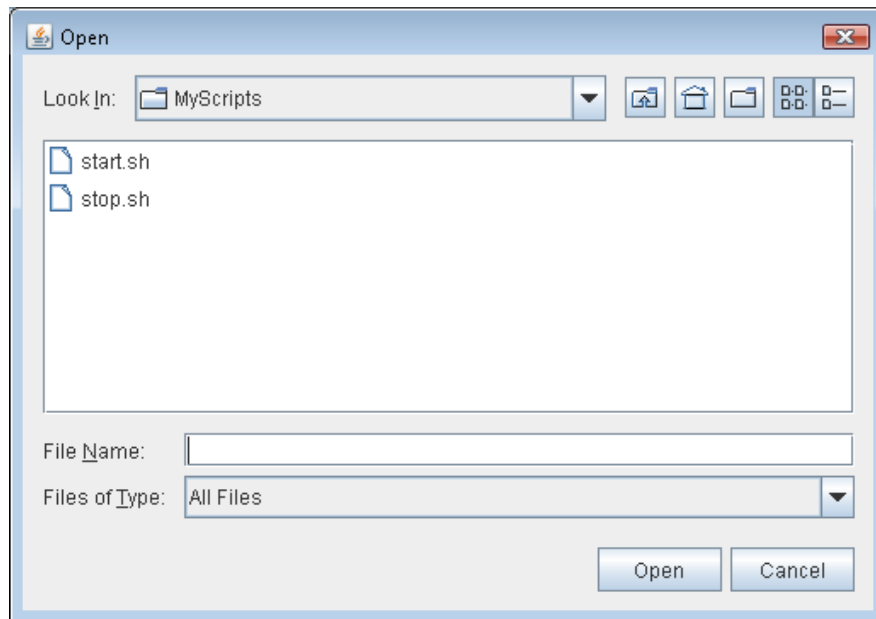 Open
Look In: MyScripts
start.sh
stop.sh
File Name:
Files of Type: All Files
Open Cancel